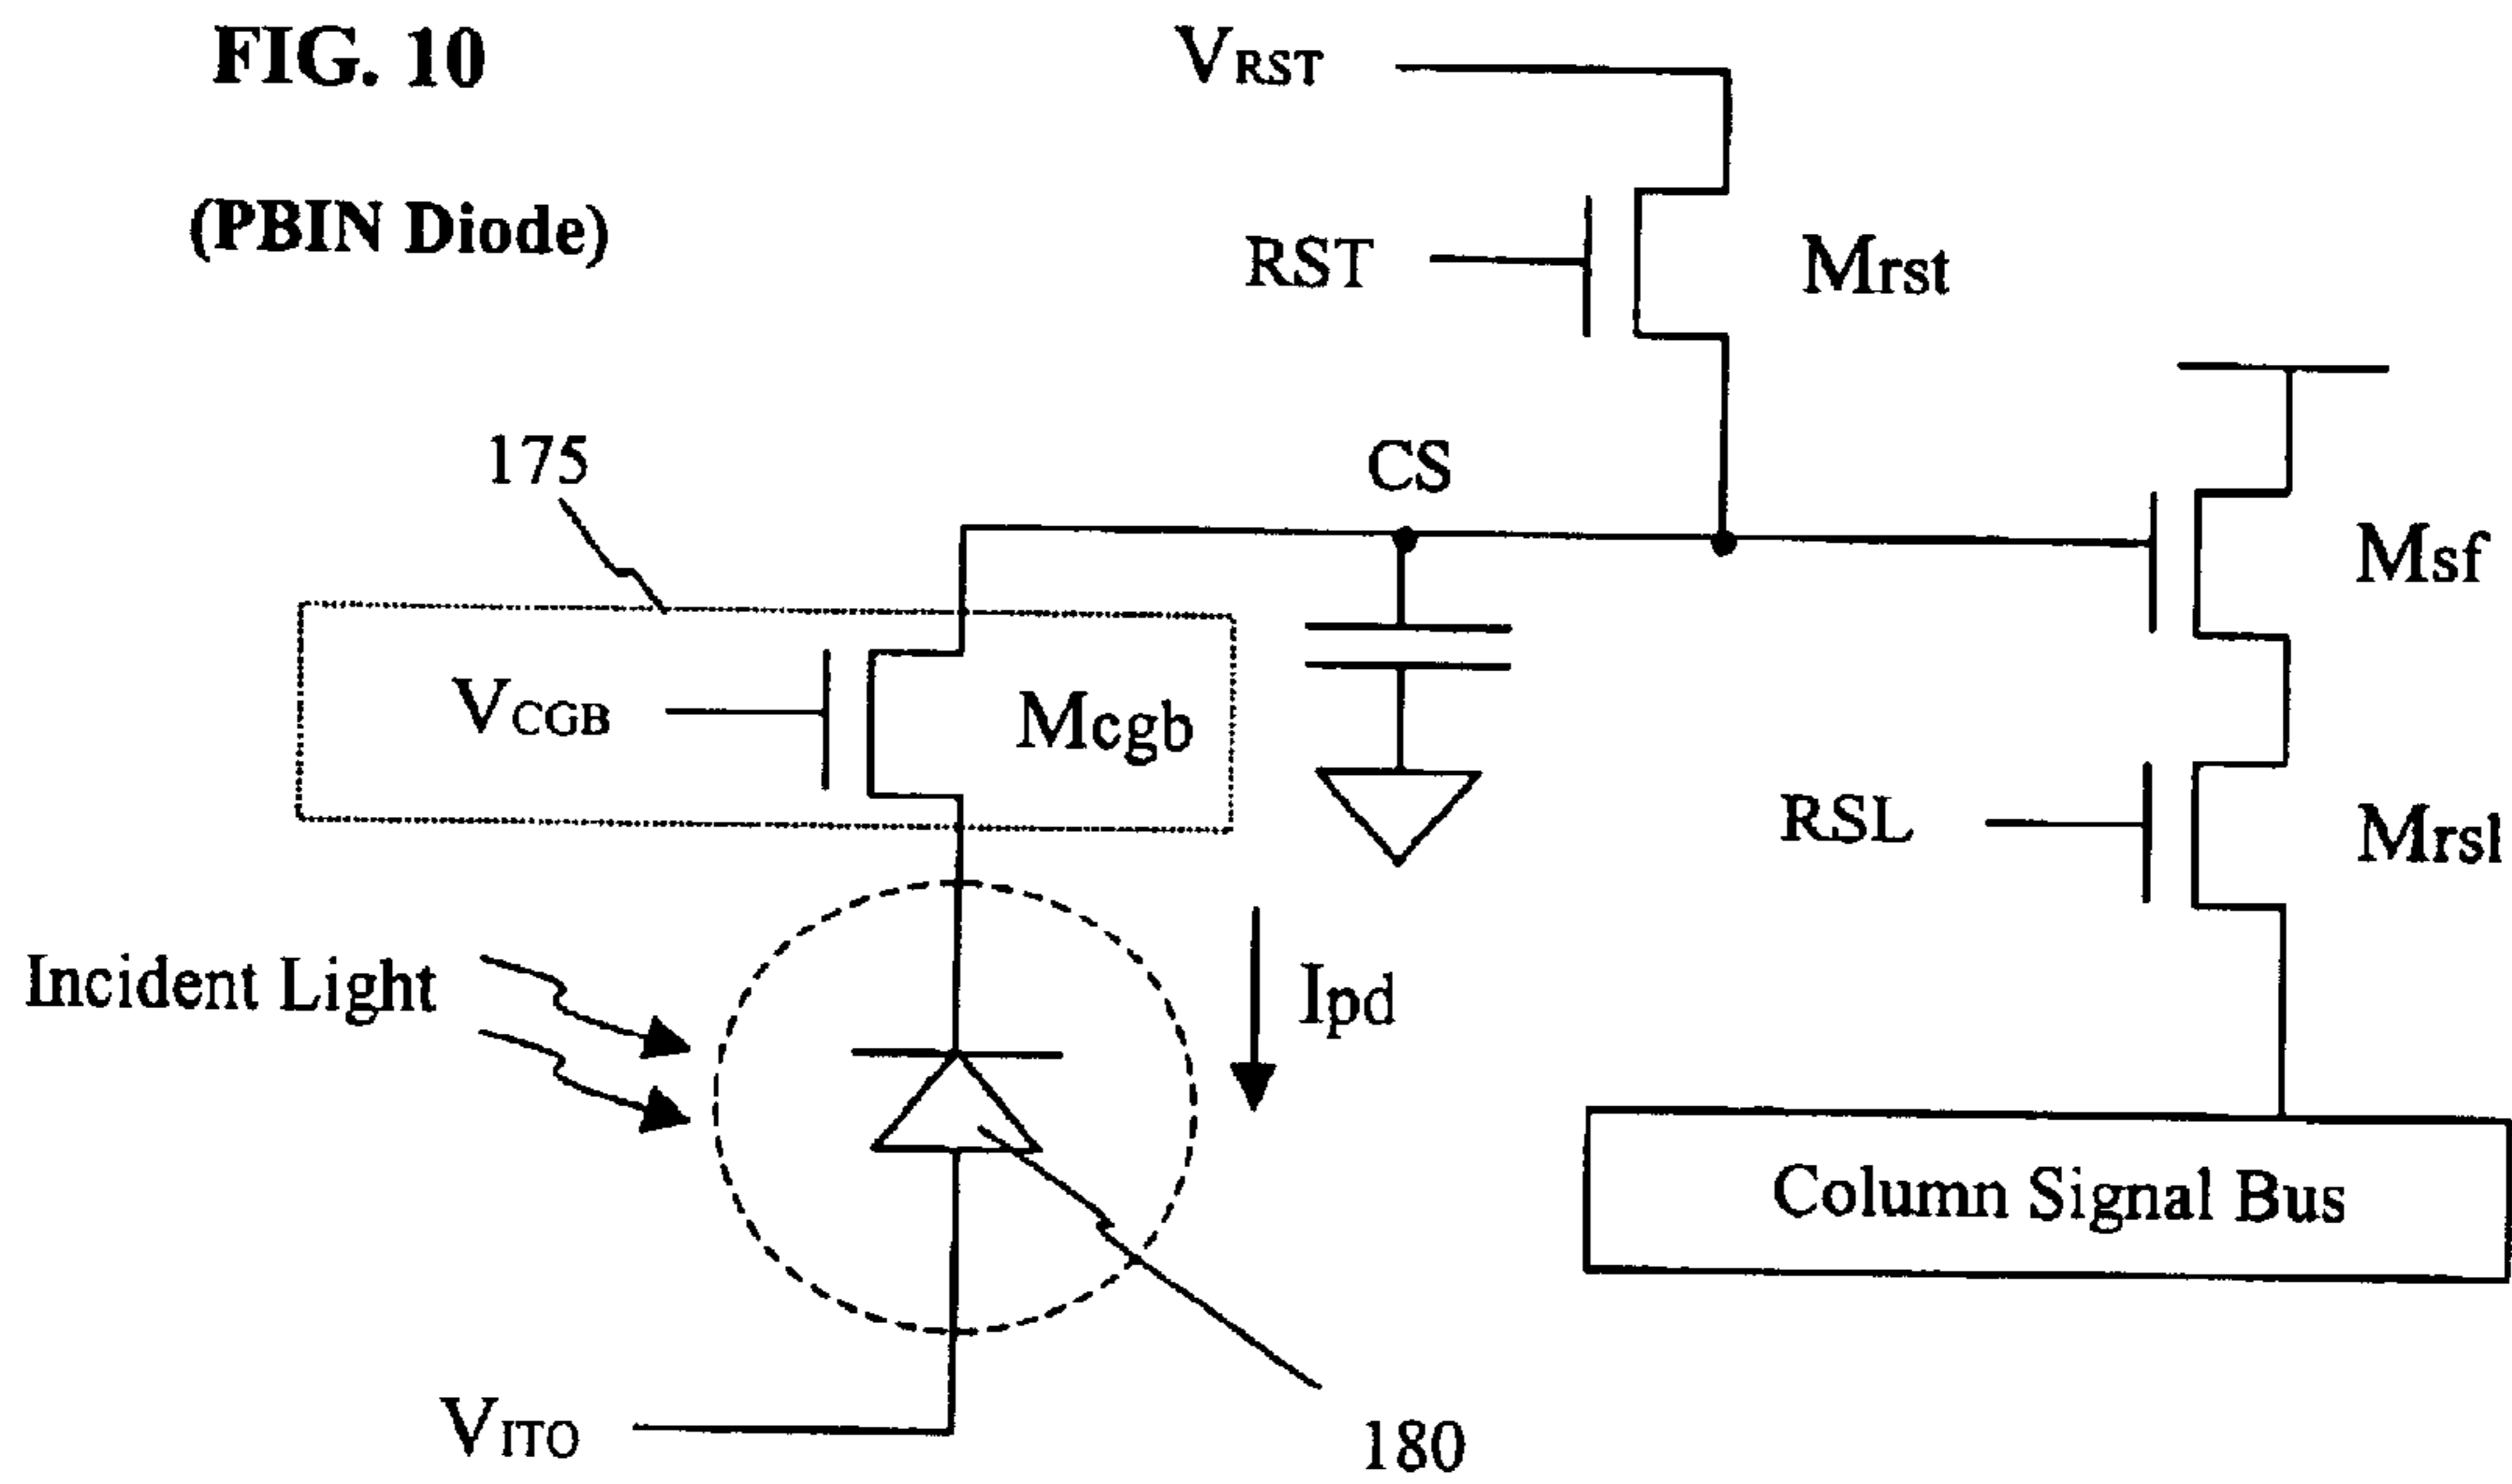 FIG. 10
(PBIN Diode)
VRST
RST
Mrst
175
CS
Msf
VCGB
Mcgb
RSL
Mrsl
Incident Light
Ipd
Column Signal Bus
VITO
180